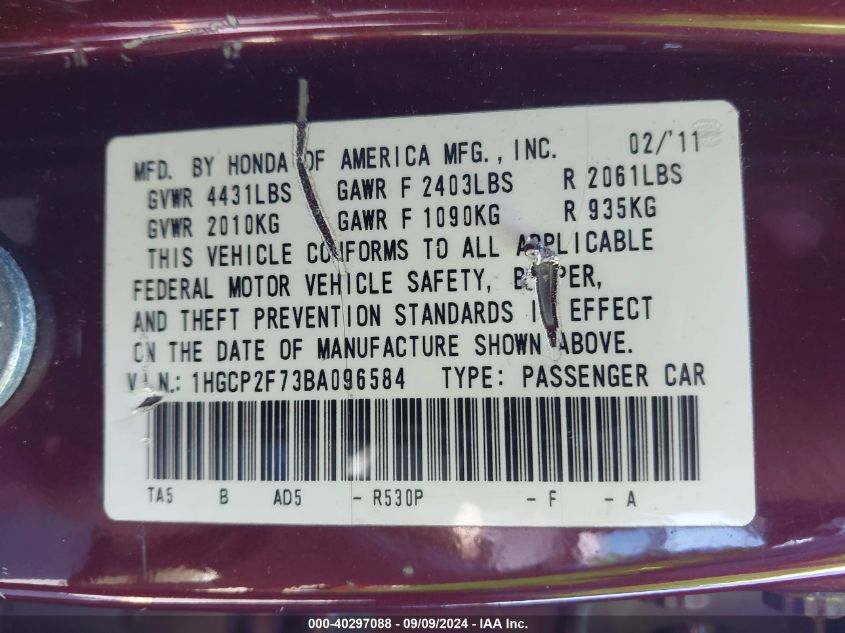 MFD. BY HONDA OF AMERICA MFG., INC. 02/'11
GVWR 4431LBS GAWR F 2403LBS R 2061LBS
GVWR 2010KG GAWR F 1090KG R 935KG
THIS VEHICLE CONFORMS TO ALL APPLICABLE
FEDERAL MOTOR VEHICLE SAFETY, BUMPER,
AND THEFT PREVENTION STANDARDS IN EFFECT
ON THE DATE OF MANUFACTURE SHOWN ABOVE.
V.I.N.: 1HGCP2F73BA096584 TYPE: PASSENGER CAR
TA5 B AD5 - R530P - F - A
000-40297088 - 09/09/2024 - IAAI.com